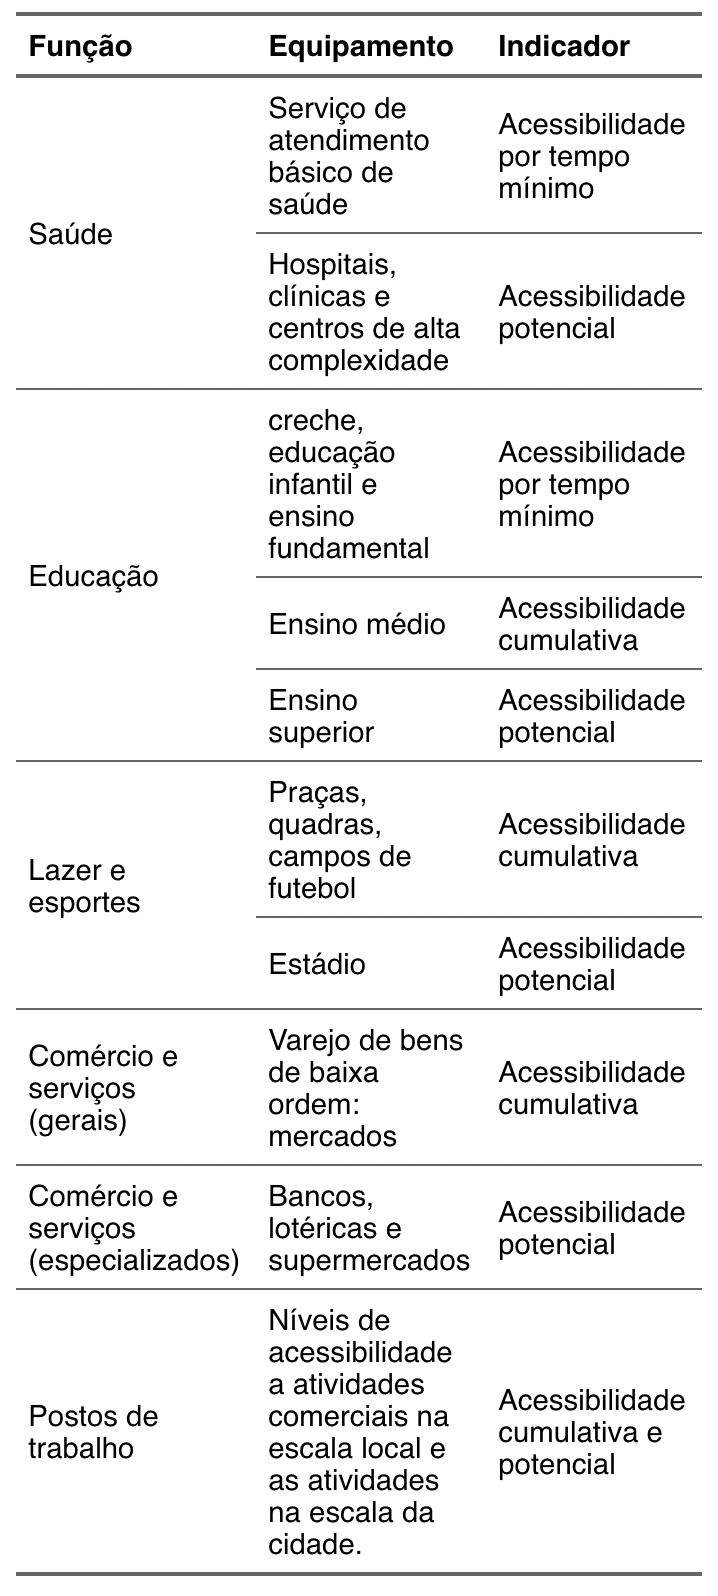 Função Equipamento Indicador
Saúde
Serviço de
atendimento
básico de
saúde
Acessibilidade
por tempo
mínimo
Hospitais,
clínicas e
centros de alta
complexidade
Acessibilidade
potencial
Educação
creche,
educação
infantil e
ensino
fundamental
Acessibilidade
por tempo
mínimo
Ensino médio
Acessibilidade
cumulativa
Ensino
superior
Acessibilidade
potencial
Lazer e
esportes
Praças,
quadras,
campos de
futebol
Acessibilidade
cumulativa
Estádio
Acessibilidade
potencial
Comércio e
serviços
(gerais)
Varejo de bens
de baixa
ordem:
mercados
Acessibilidade
cumulativa
Comércio e
serviços
(especializados)
Bancos,
lotéricas e
supermercados
Acessibilidade
potencial
Postos de
trabalho
Níveis de
acessibilidade
a atividades
comerciais na
escala local e
as atividades
na escala da
cidade.
Acessibilidade
cumulativa e
potencial